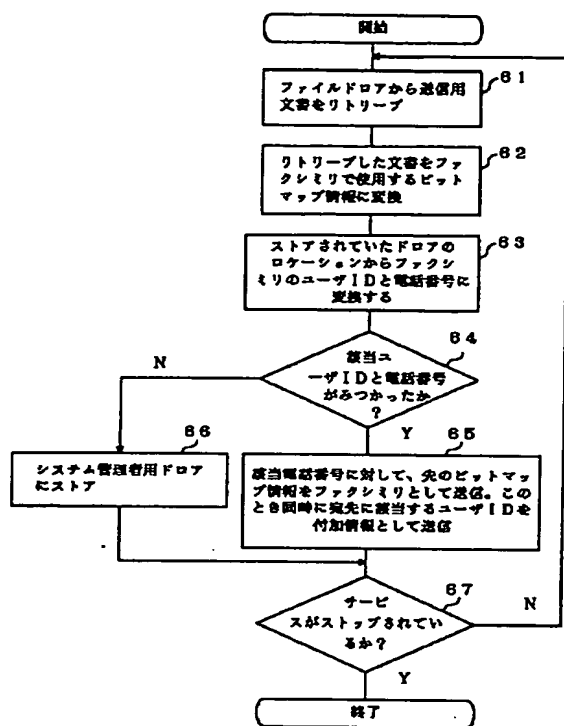 開始
ファイルドロアから送信用
文書をリトリーブ
61
リトリーブした文書をファ
クシミリで使用するビット
マップ情報に変換
62
ストアされていたドロアの
ロケーションからファクシ
ミリのユーザIDと電話番号に
変換する
63
該当ユ
ーザIDと電話番号
がみつかったか
?
64
N
Y
システム管理者用ドロア
にストア
66
該当電話番号に対して、先のビットマッ
プ情報をファクシミリとして送信。この
とき同時に宛先に該当するユーザIDを
付加情報として送信
65
サービ
スがストップされてい
るか?
67
N
Y
終了